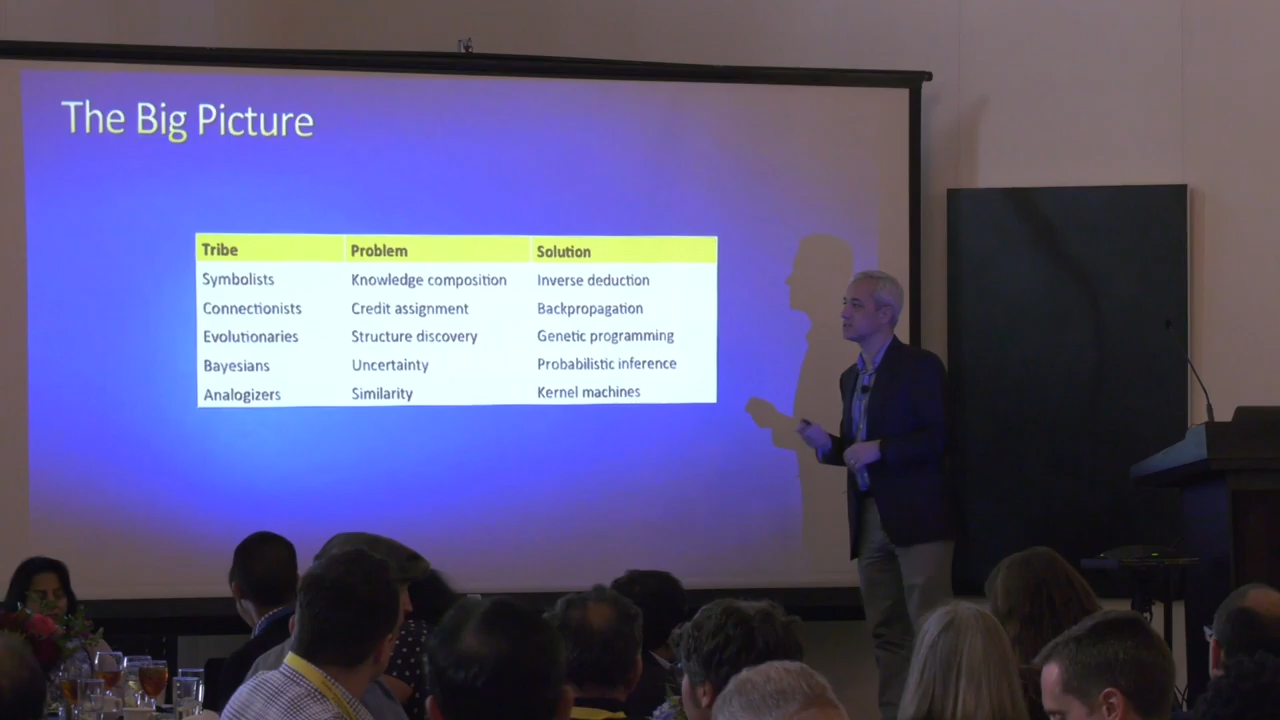 The Big Picture
Tribe Problem Solution
Symbolists Knowledge composition Inverse deduction
Connectionists Credit assignment Backpropagation
Evolutionaries Structure discovery Genetic programming
Bayesians Uncertainty Probabilistic inference
Analogizers Similarity Kernel machines